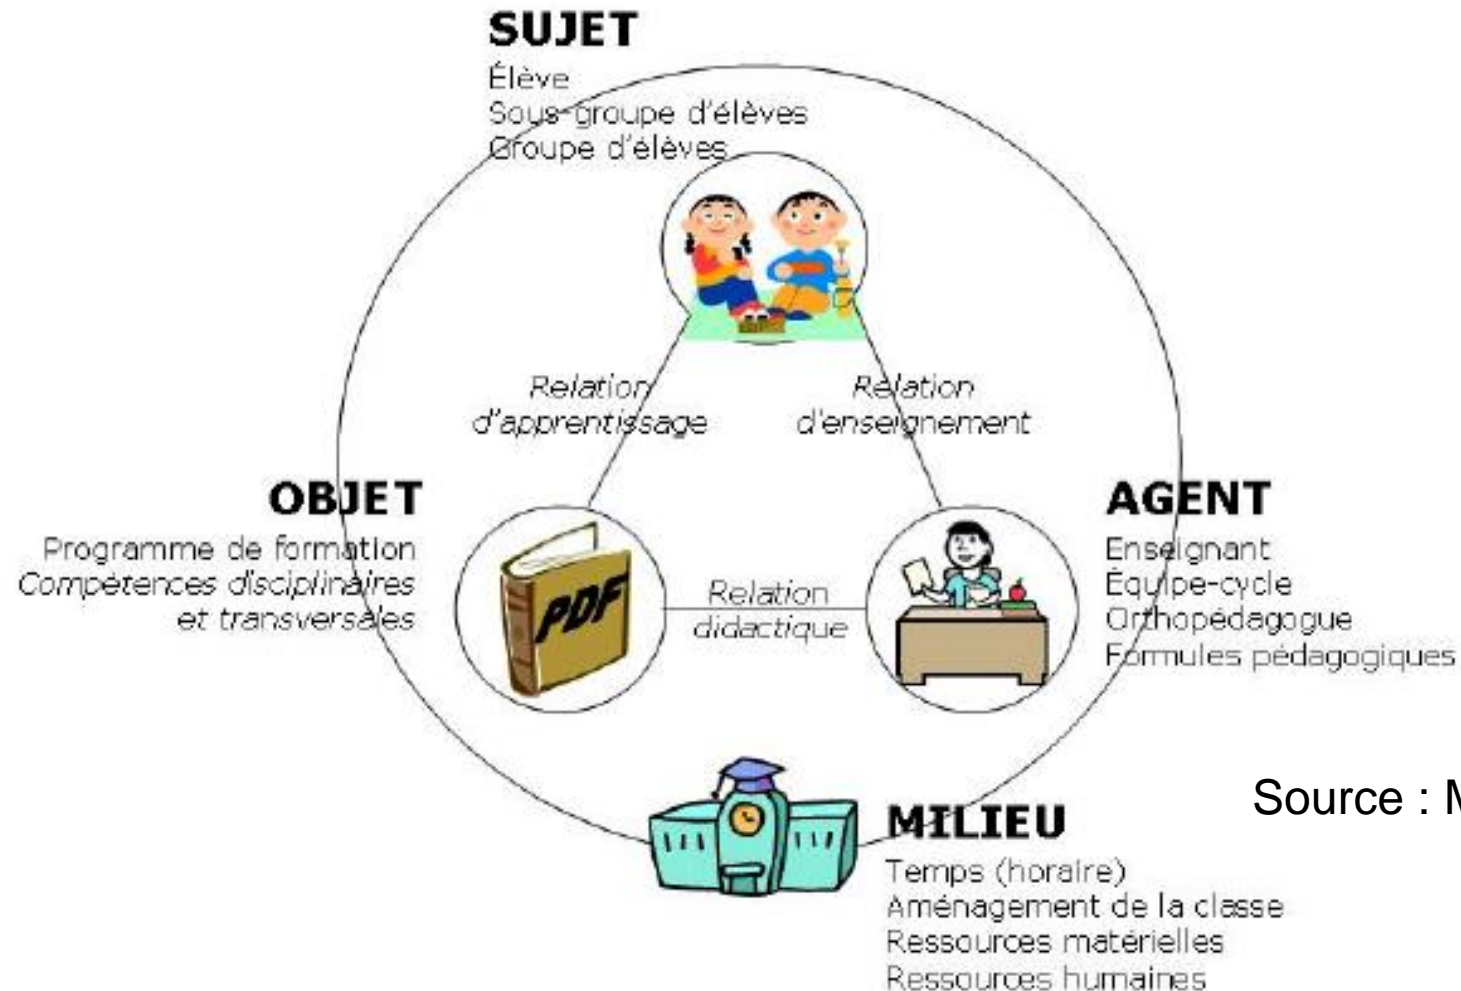 SUJET
Élève
Sous-groupe d'élèves
Groupe d'élèves
Relation
d'apprentissage
Relation
d'enseignement
OBJET
Programme de formation
Compétences disciplinaires
et transversales
PDF
Relation
didactique
AGENT
Enseignant
Équipe-cycle
Orthopédagogue
Formules pédagogiques
Source :
MILIEU
Temps (horaire)
Aménagement de la classe
Ressources matérielles
Ressources humaines